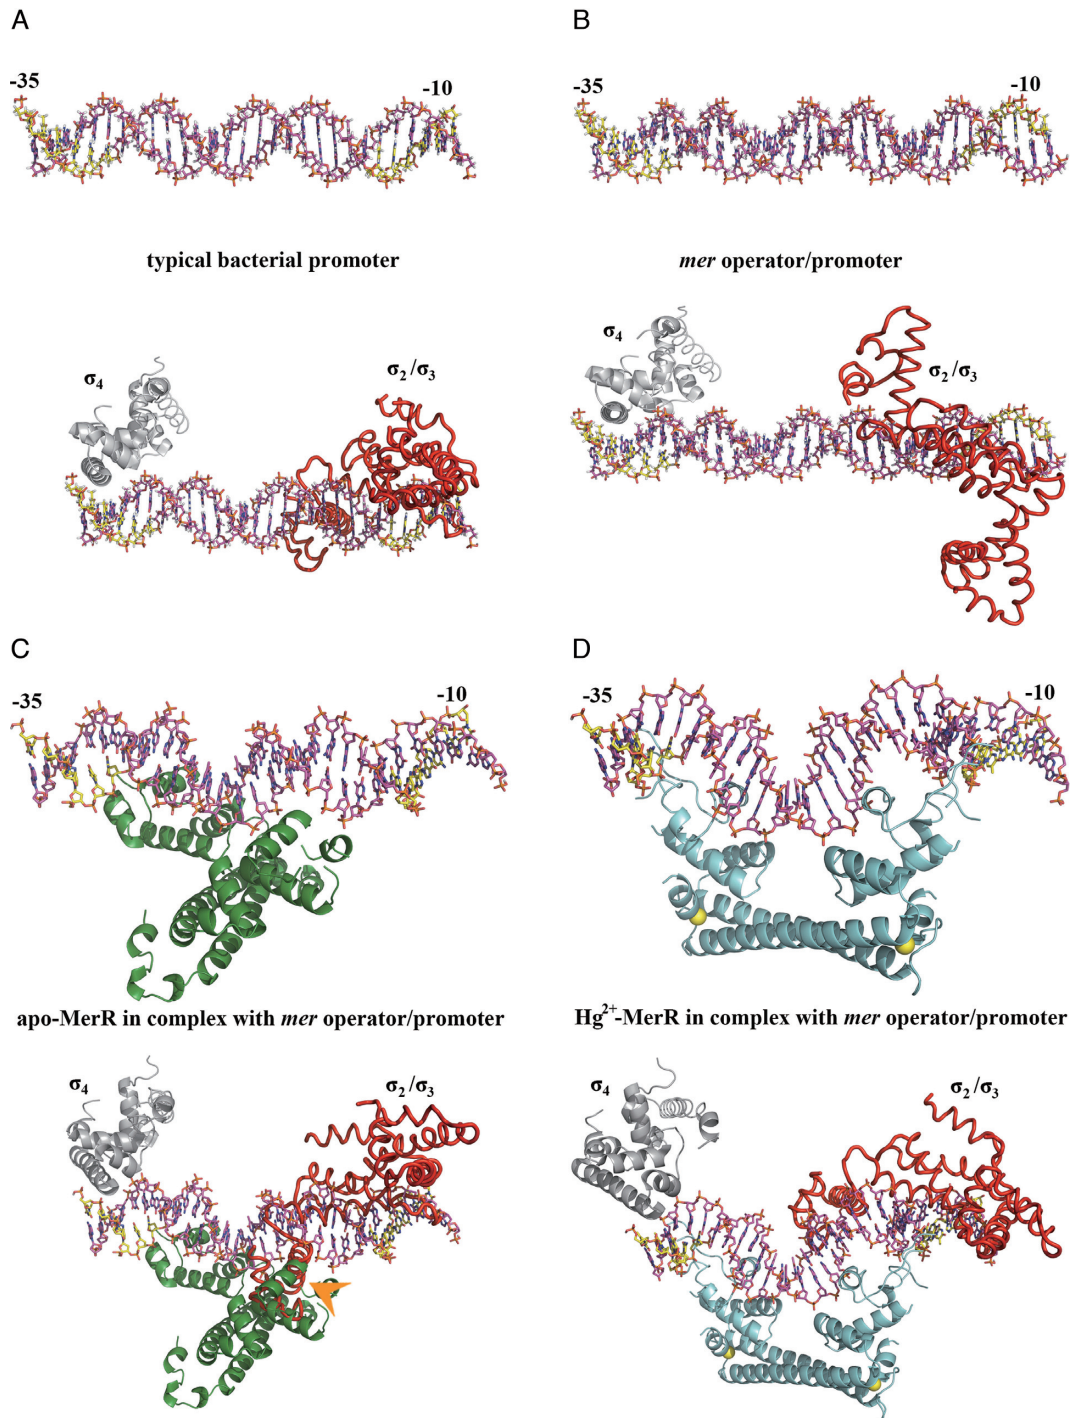 A
-35
-10
typical bacterial promoter
σ4
σ2/σ3
B
-35
-10
mer operator/promoter
σ4
σ2/σ3
C
-35
-10
apo-MerR in complex with mer operator/promoter
σ4
σ2/σ3
D
-35
-10
Hg2+-MerR in complex with mer operator/promoter
σ4
σ2/σ3